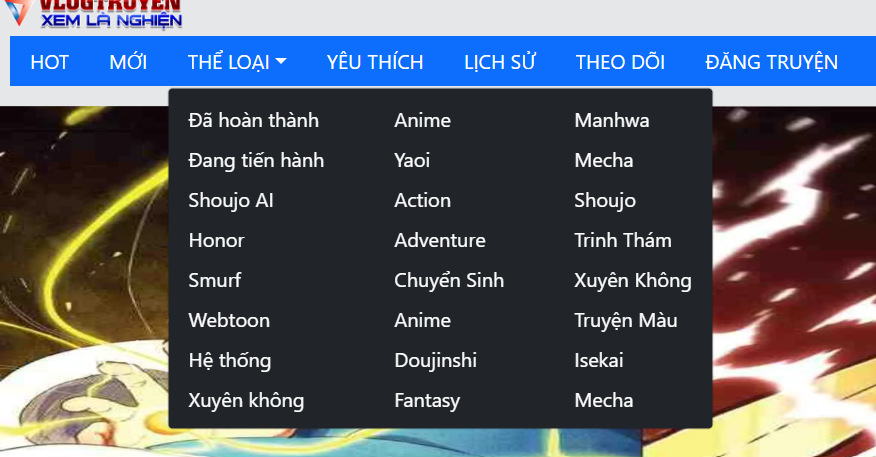 VLOGTRUYEN
XEM LÀ NGHIỆN
HOT MỚI THỂ LOẠI YÊU THÍCH LỊCH SỬ THEO DÕI ĐĂNG TRUYỆN
Đã hoàn thành Anime Manhwa
Đang tiến hành Yaoi Mecha
Shoujo AI Action Shoujo
Honor Adventure Trinh Thám
Smurf Chuyển Sinh Xuyên Không
Webtoon Anime Truyện Màu
Hệ thống Doujinshi Isekai
Xuyên không Fantasy Mecha